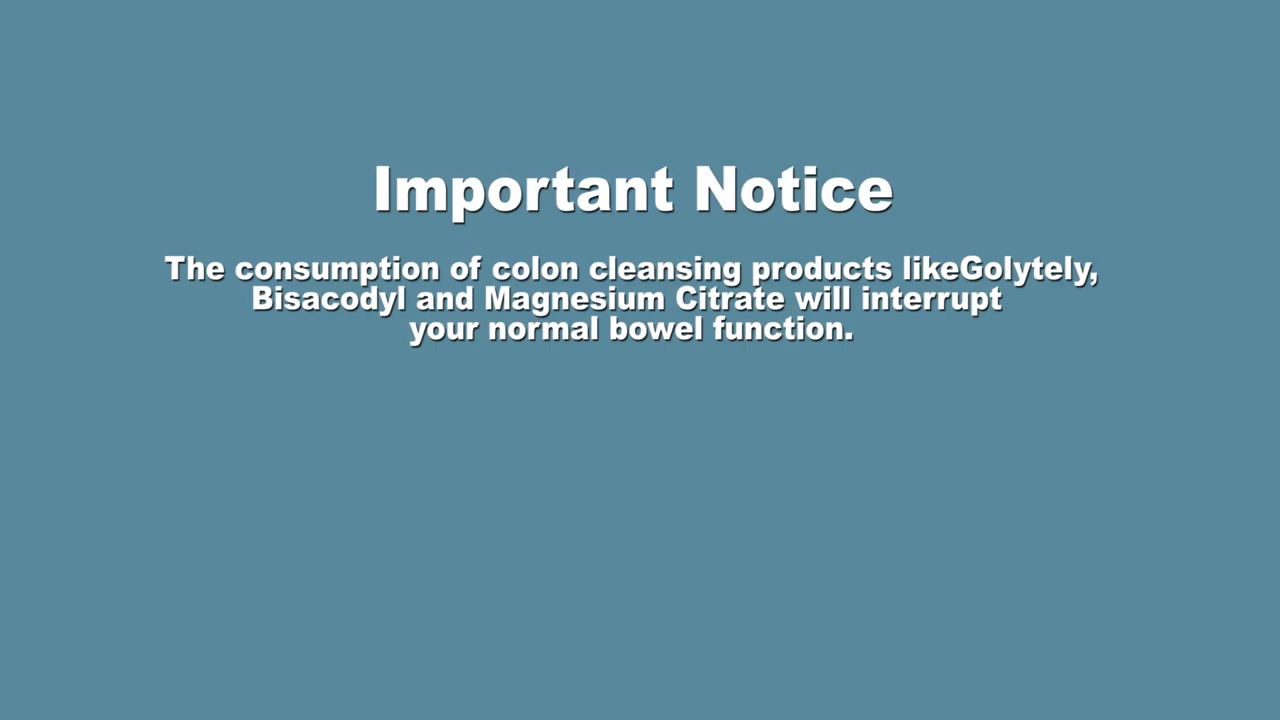 Important Notice
The consumption of colon cleansing products likeGolytely,
Bisacodyl and Magnesium Citrate will interrupt
your normal bowel function.